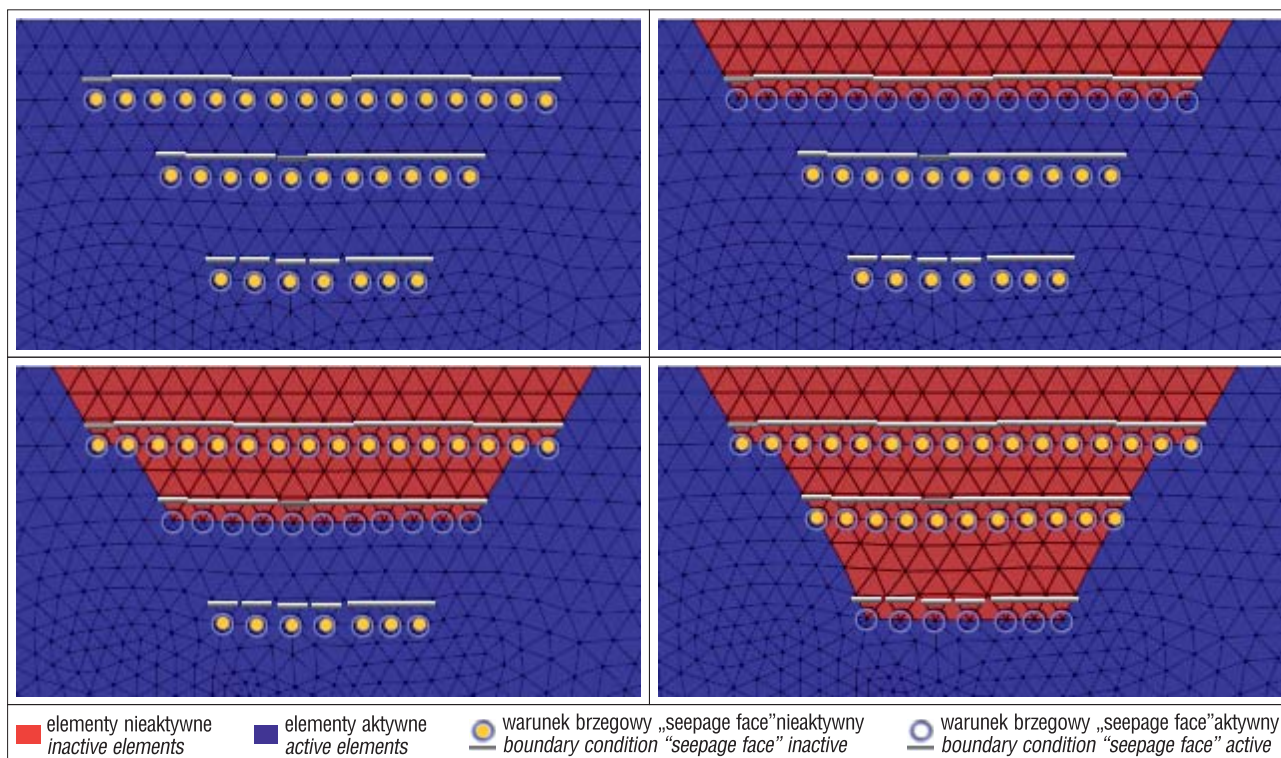 elementy nieaktywne
inactive elements
elementy aktywne
active elements
warunek brzegowy „seepage face”nieaktywny
boundary condition “seepage face” inactive
warunek brzegowy „seepage face”aktywny
boundary condition “seepage face” active